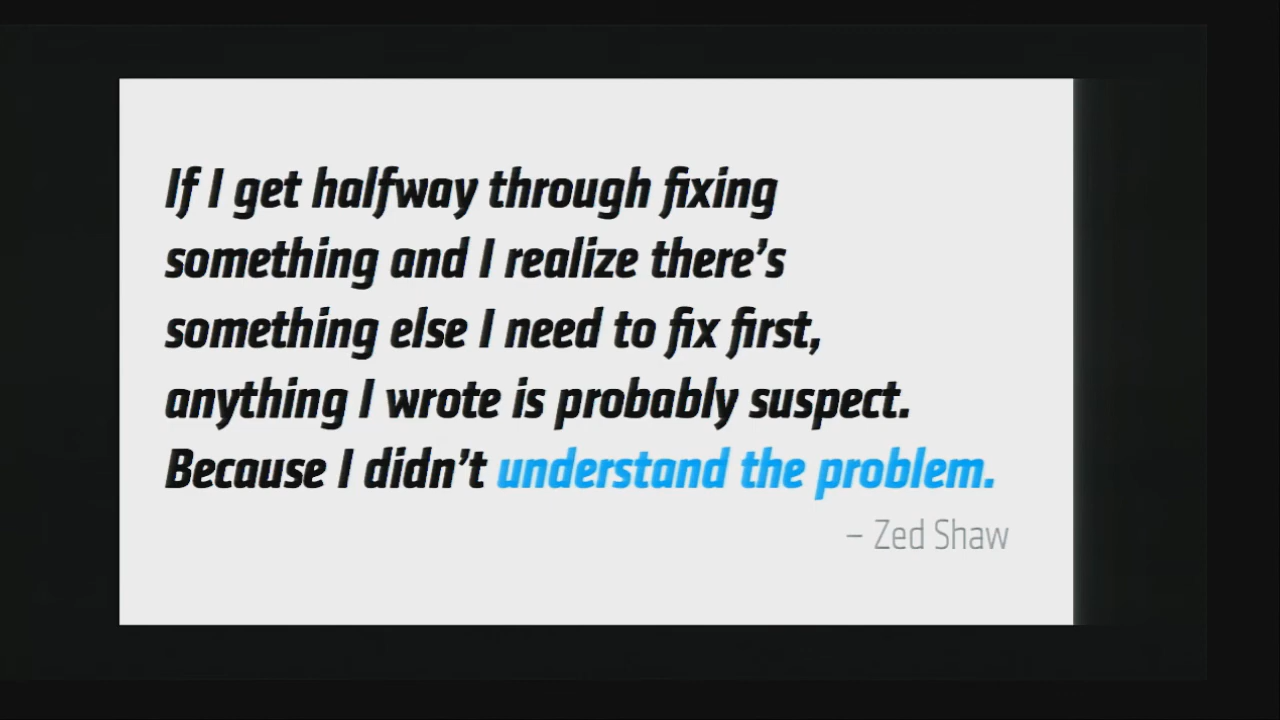 If I get halfway through fixing
something and I realize there’s
something else I need to fix first,
anything I wrote is probably suspect.
Because I didn’t understand the problem.
– Zed Shaw